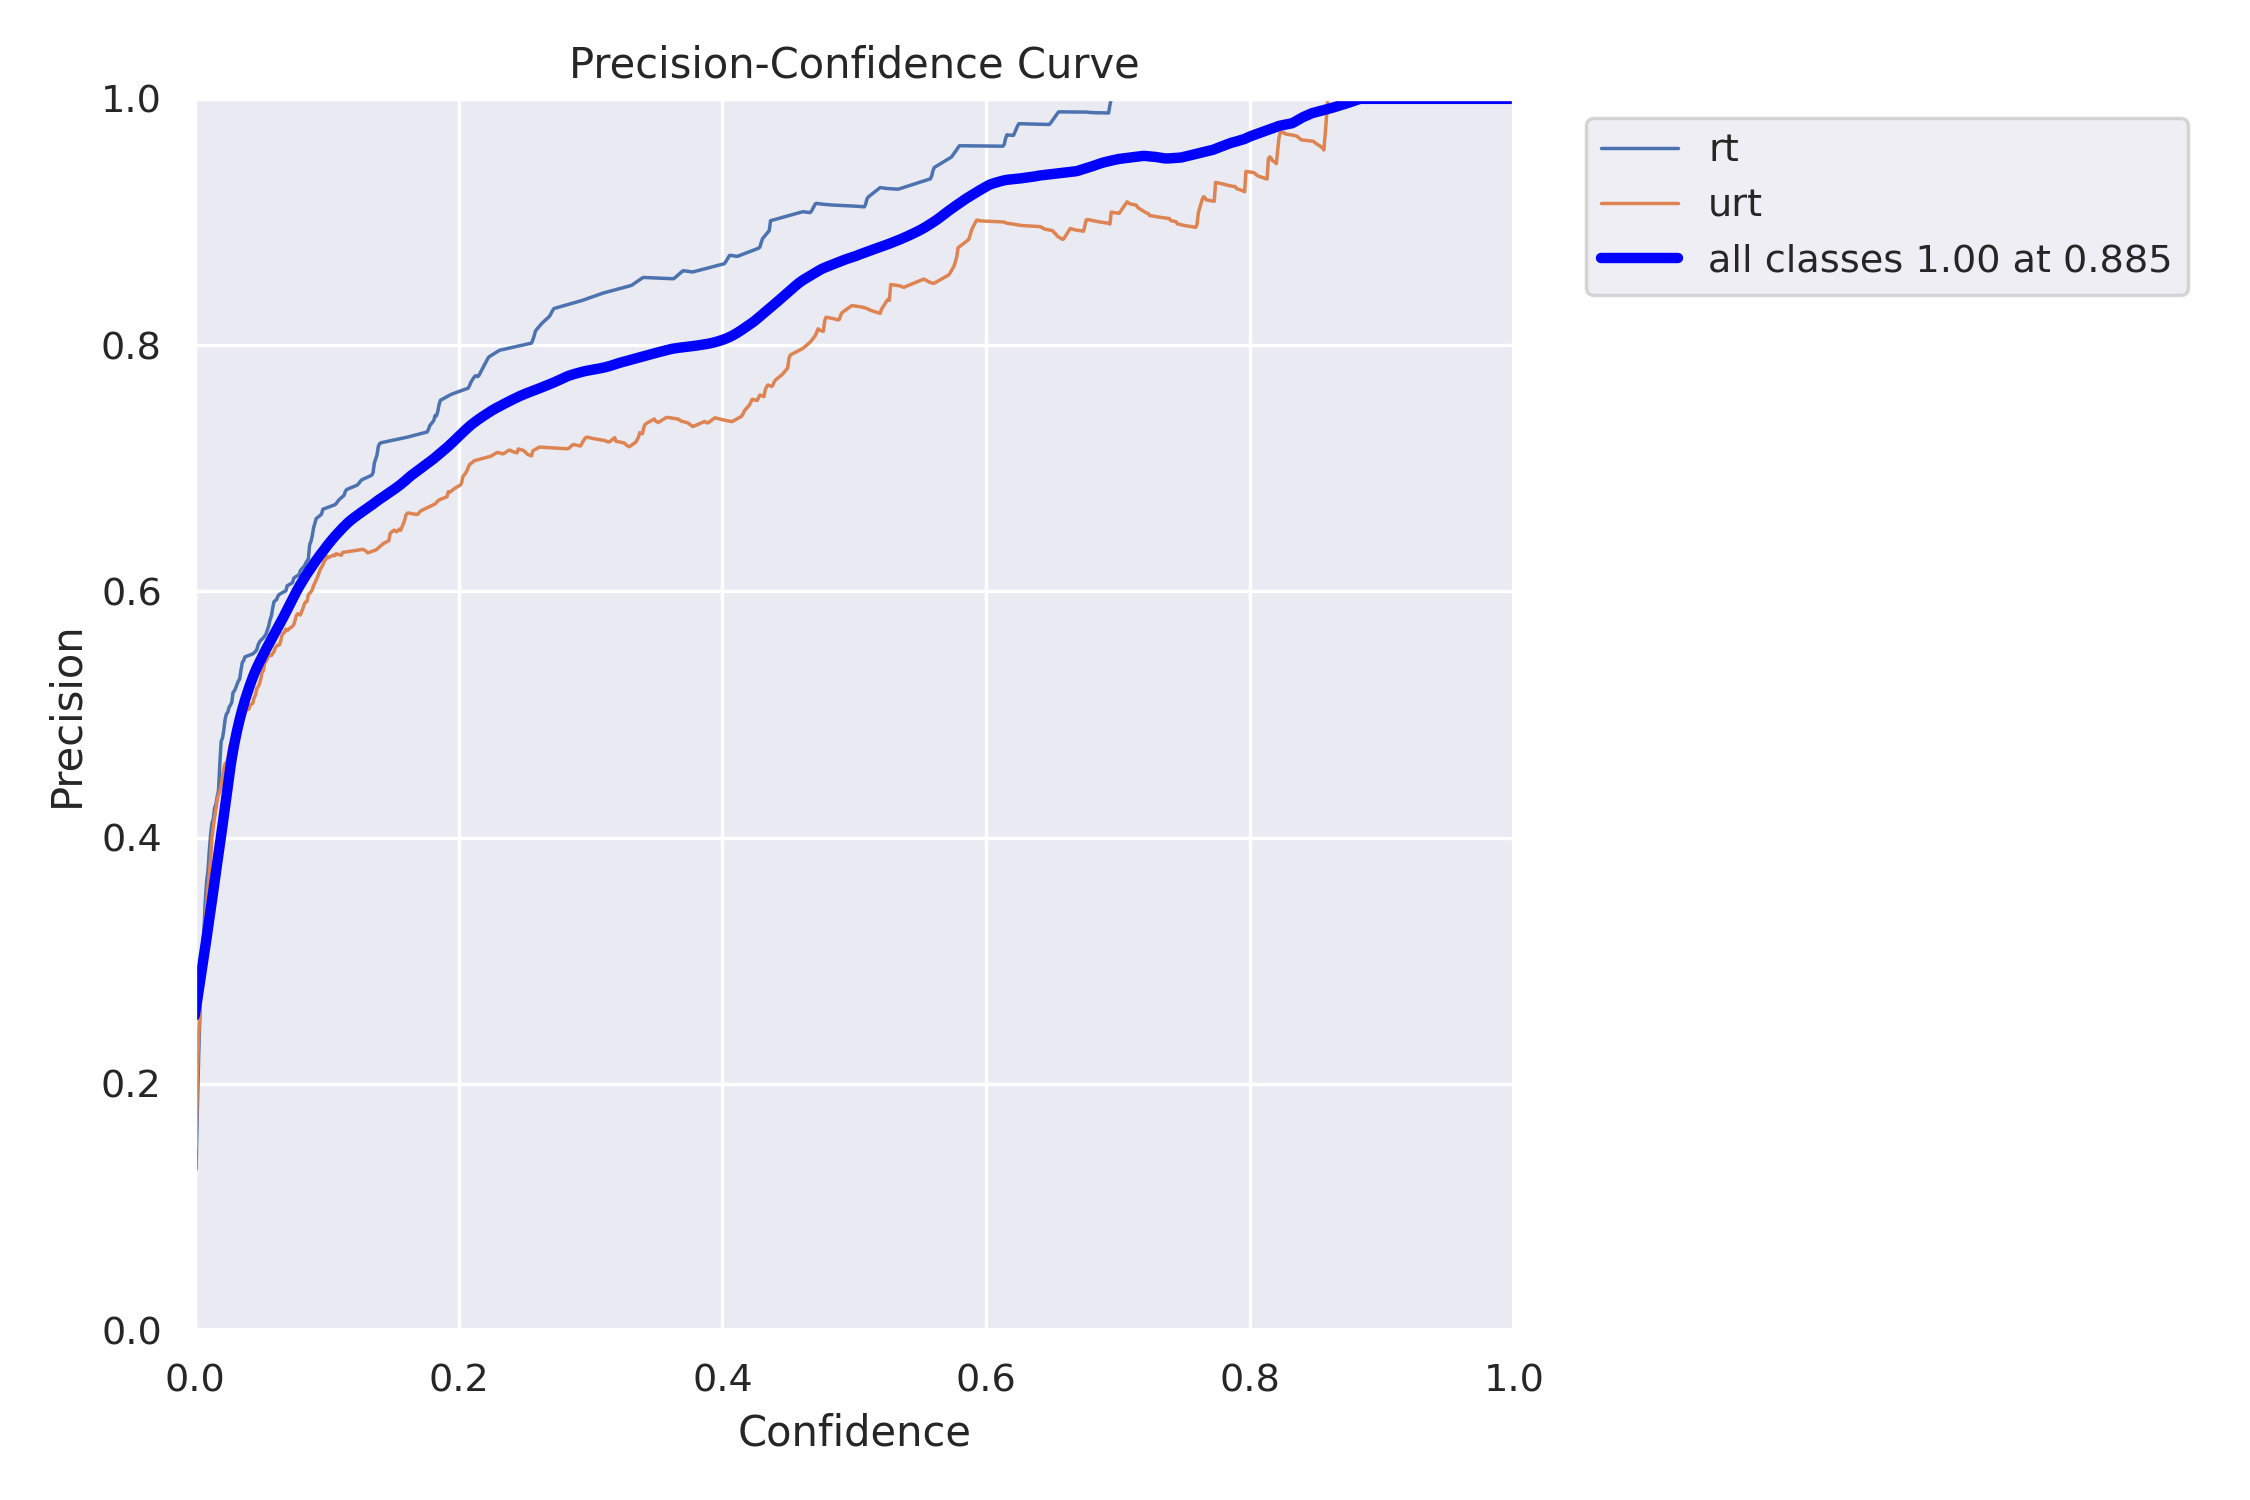 Precision-Confidence Curve
1.0
0.8
0.6
0.4
0.2
0.0
Precision
0.0 0.2 0.4 0.6 0.8 1.0
Confidence
rt
urt
all classes 1.00 at 0.885